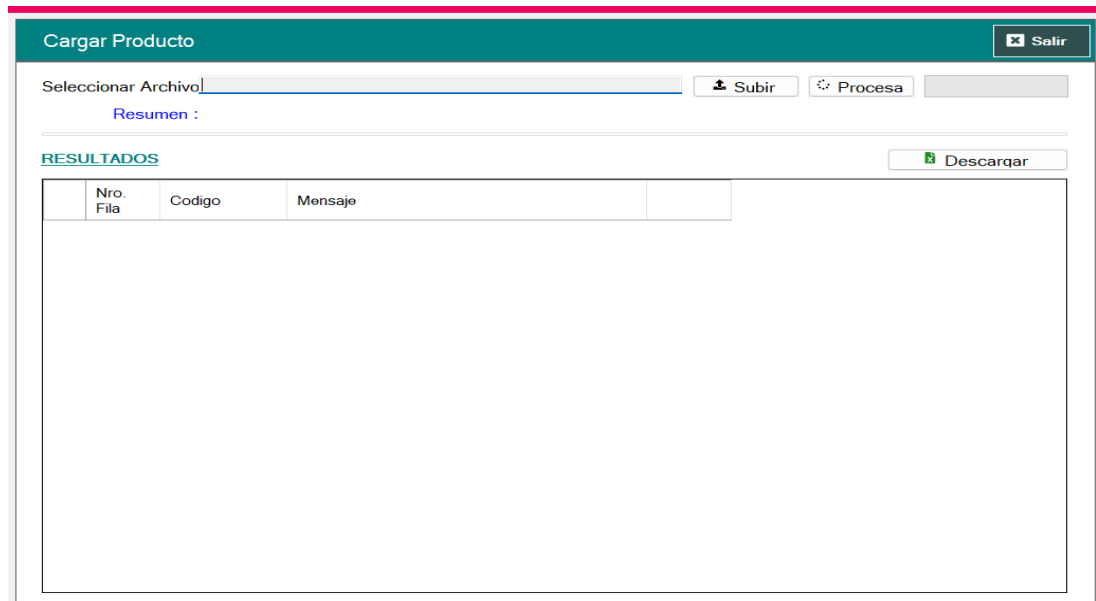 Cargar Producto
Salir
Seleccionar Archivo
Subir
Procesa
Resumen :
RESULTADOS
Descargar
Nro.
Fila
Codigo
Mensaje